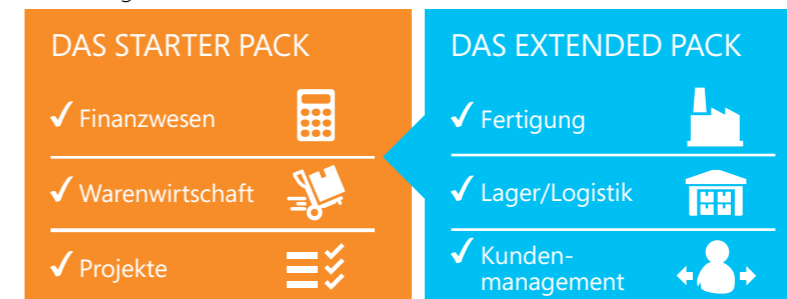 DAS STARTER PACK
✓ Finanzwesen
✓ Warenwirtschaft
✓ Projekte
DAS EXTENDED PACK
✓ Fertigung
✓ Lager/Logistik
✓ Kunden-
management